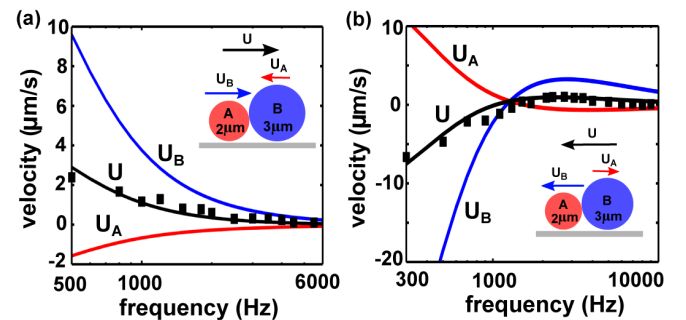 (a)
velocity (μm/s)
10
8
6
4
2
0
-2
500
1000
6000
frequency (Hz)
U
U_A
U_B
A
2μm
B
3μm
U_B
U
U_A
(b)
velocity (μm/s)
10
0
-10
-20
300
1000
10000
frequency (Hz)
U_A
U
U_B
U
U_A
U_B
A
2μm
B
3μm